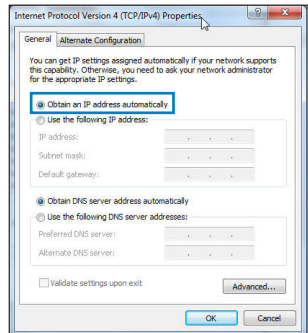 Internet Protocol Version 4 (TCP/IPv4) Properties
General
Alternate Configuration
You can get IP settings assigned automatically if your network supports
this capability. Otherwise, you need to ask your network administrator
for the appropriate IP settings.
Obtain an IP address automatically
Use the following IP address:
IP address:
Subnet mask:
Default gateway:
Obtain DNS server address automatically
Use the following DNS server addresses:
Preferred DNS server:
Alternate DNS server:
Validate settings upon exit
Advanced...
OK
Cancel